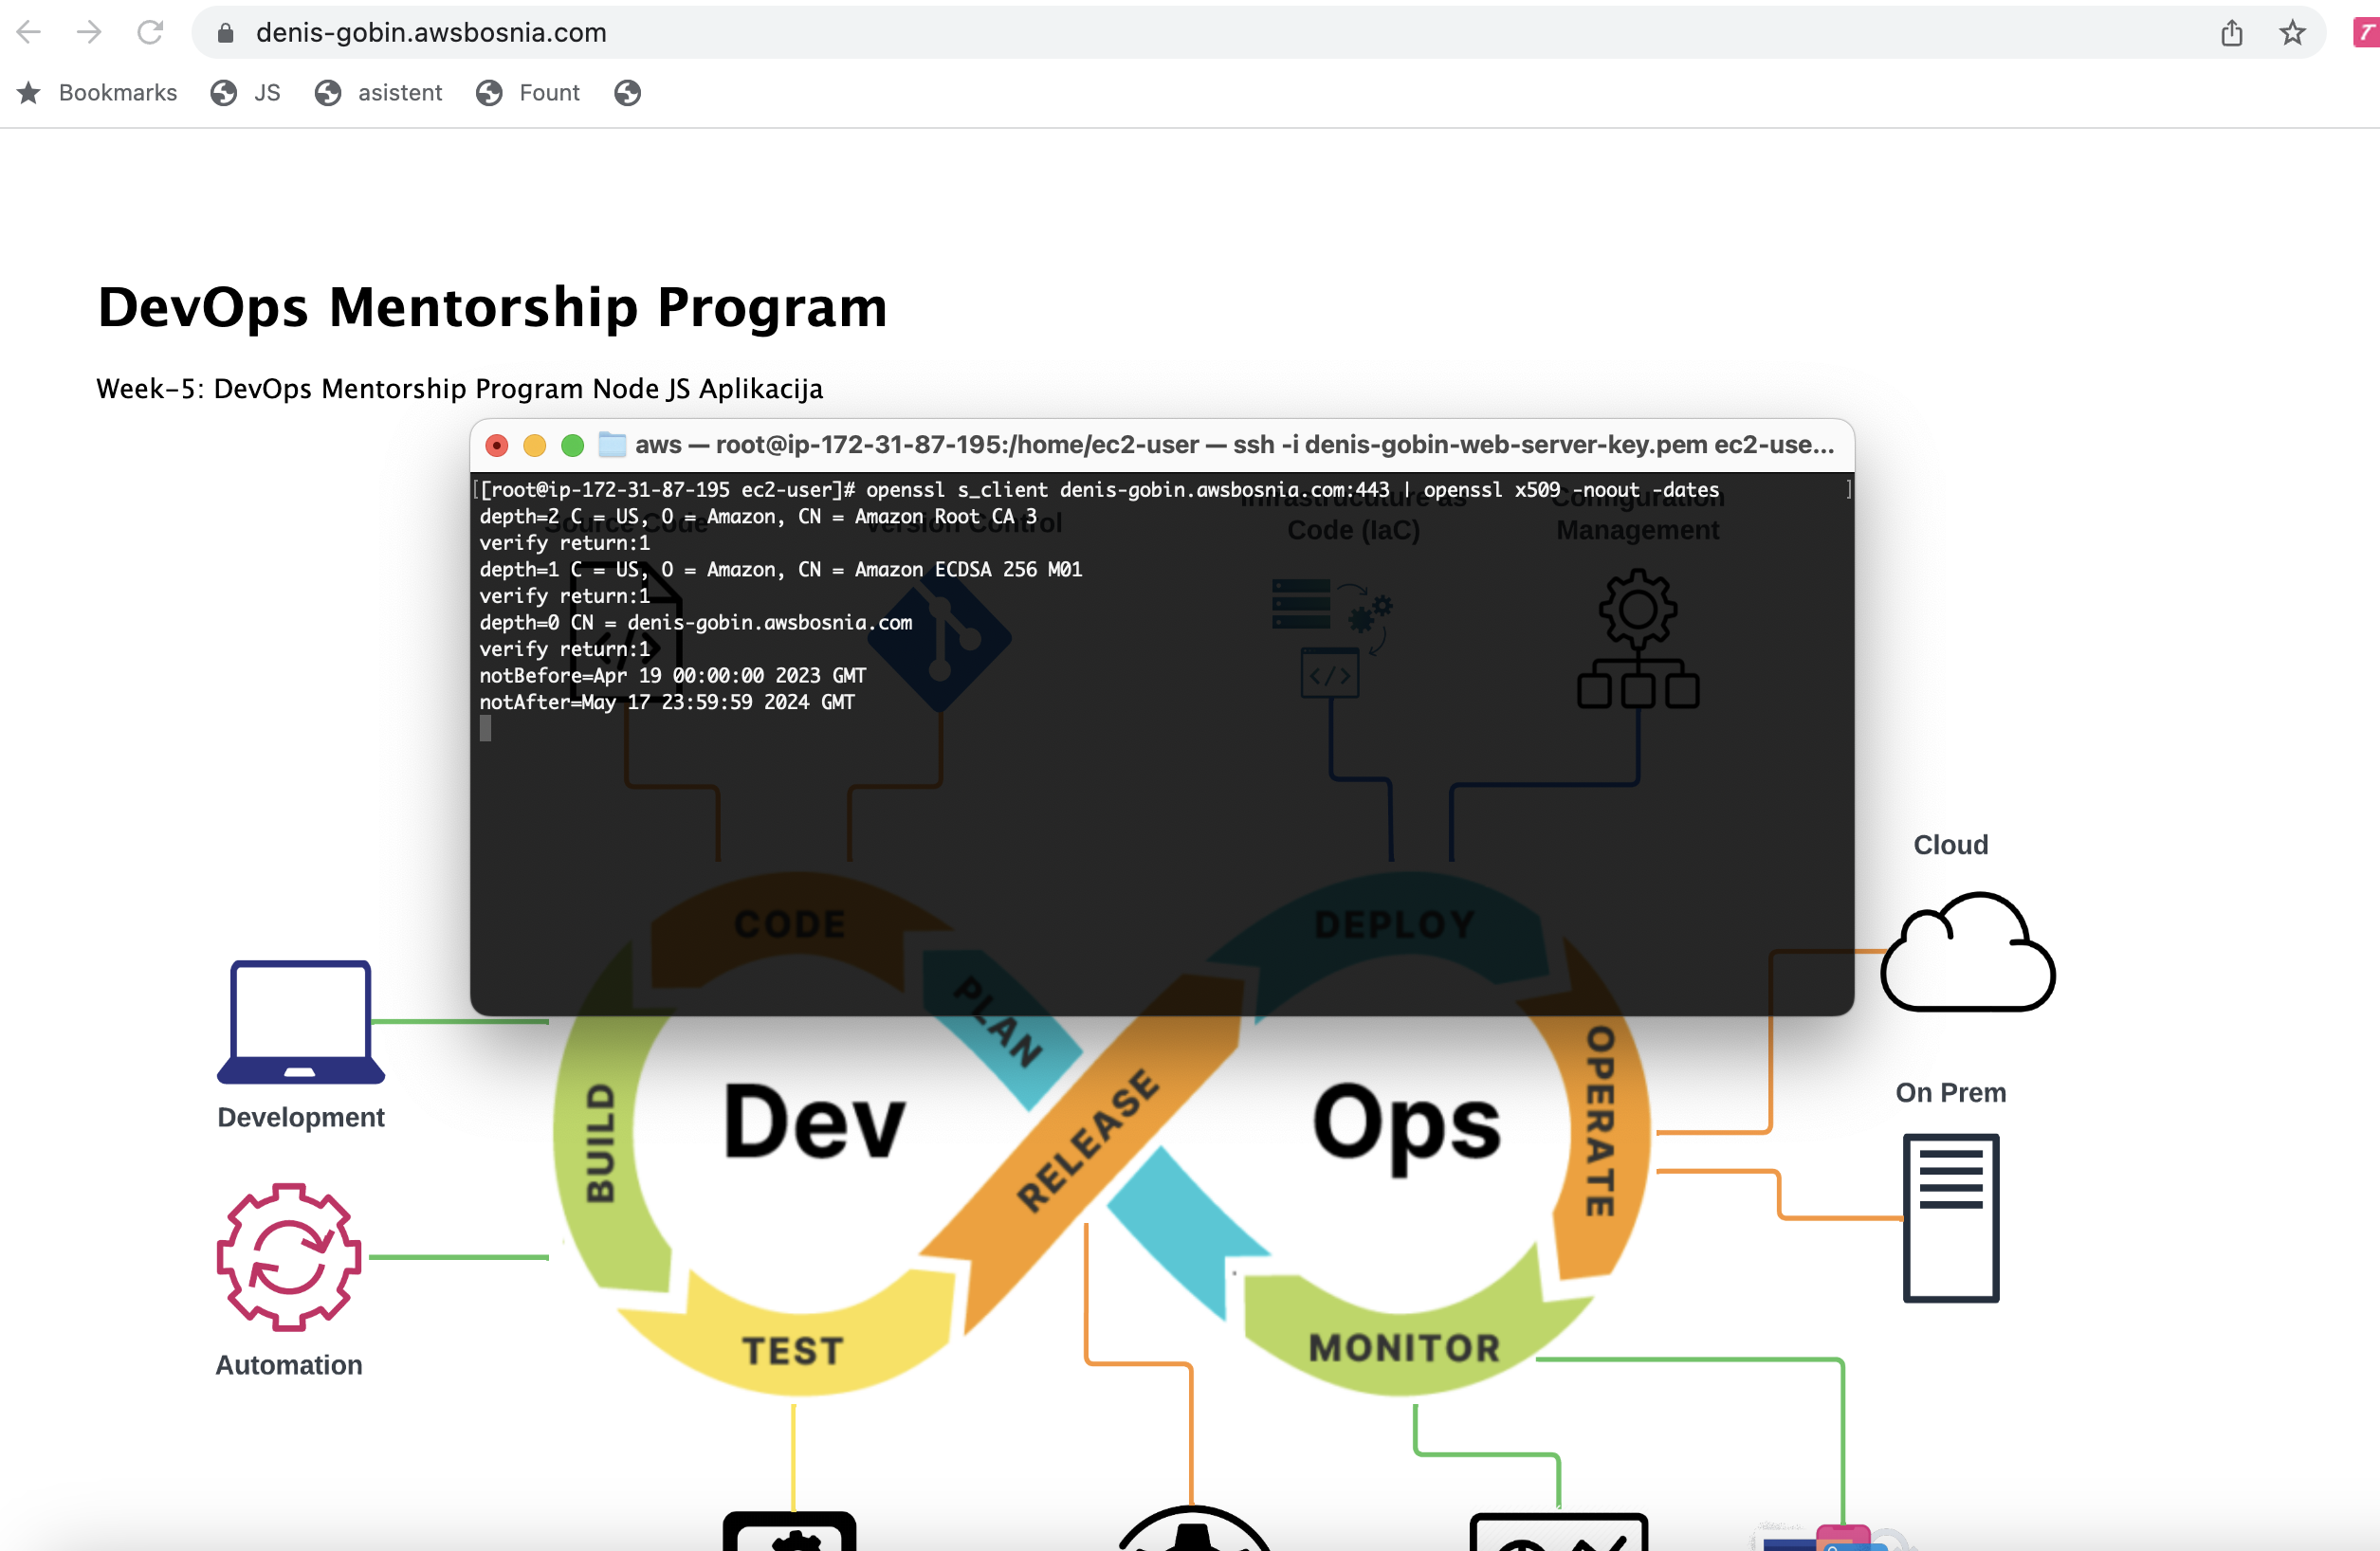 denis-gobin.awsbosnia.com
Bookmarks JS asistent Fount
DevOps Mentorship Program
Week-5: DevOps Mentorship Program Node JS Aplikacija
aws — root@ip-172-31-87-195:/home/ec2-user — ssh -i denis-gobin-web-server-key.pem ec2-use...
[[root@ip-172-31-87-195 ec2-user]# openssl s_client denis-gobin.awsbosnia.com:443 | openssl x509 -noout -dates ]
depth=2 C = US, O = Amazon, CN = Amazon Root CA 3
verify return:1
depth=1 C = US, O = Amazon, CN = Amazon ECDSA 256 M01
verify return:1
depth=0 CN = denis-gobin.awsbosnia.com
verify return:1
notBefore=Apr 19 00:00:00 2023 GMT
notAfter=May 17 23:59:59 2024 GMT
Source Code
Version Control
Infrastructure as
Code (IaC)
Configuration
Management
</>
</>
CODE
DEPLOY
PLAN
Cloud
BUILD
Dev
RELEASE
Ops
OPERATE
On Prem
Development
TEST
MONITOR
Automation